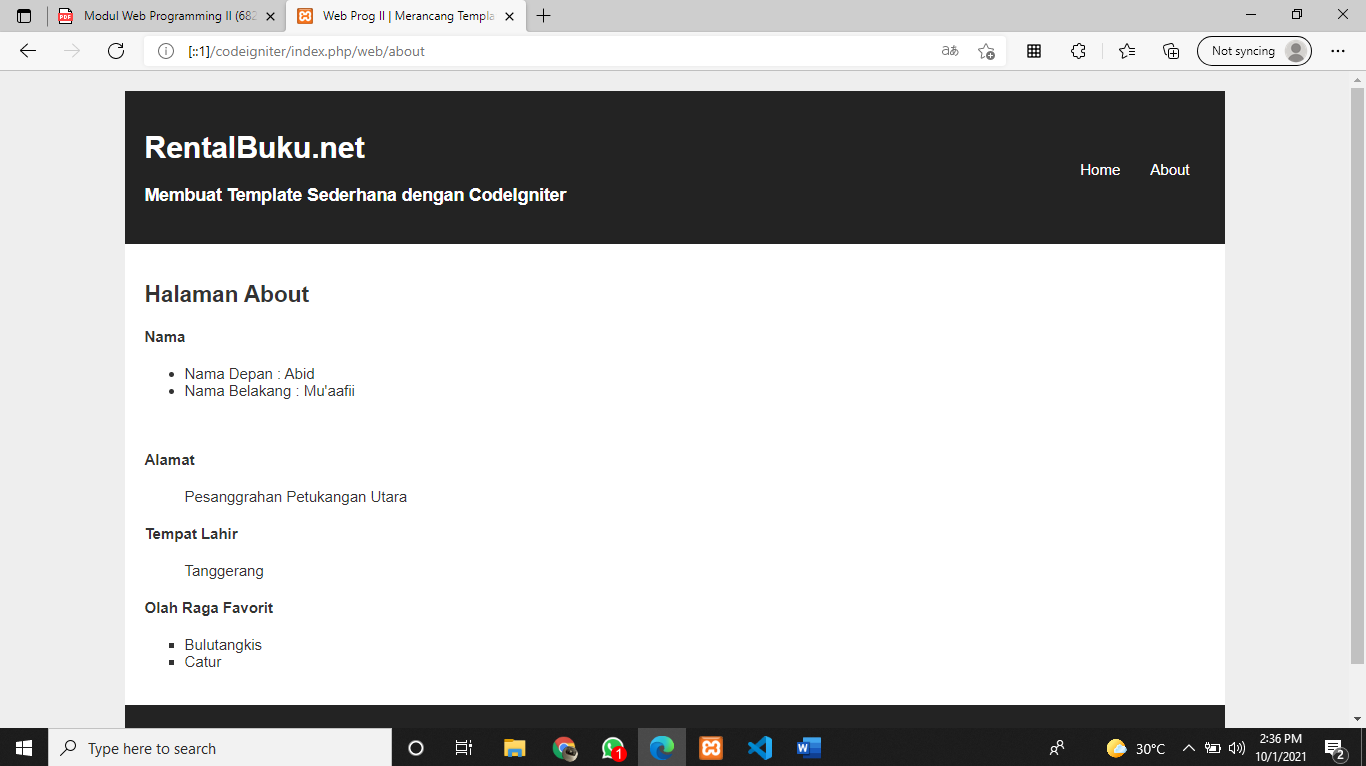 Modul Web Programming II (682
Web Prog II | Merancang Templa
[::1]/codeigniter/index.php/web/about
aあ
Not syncing
RentalBuku.net
Membuat Template Sederhana dengan CodeIgniter
Home
About
Halaman About
Nama
Nama Depan : Abid
Nama Belakang : Mu'aafii
Alamat
Pesanggrahan Petukangan Utara
Tempat Lahir
Tanggerang
Olah Raga Favorit
Bulutangkis
Catur
Type here to search
1
30°C
2:36 PM
10/1/2021
2